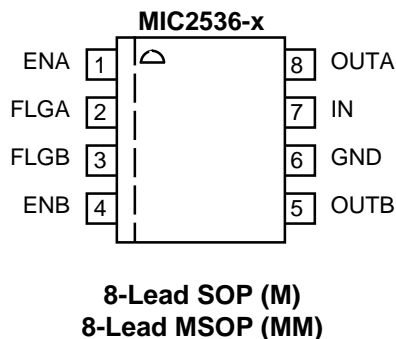 MIC2536-x
ENA 1 8 OUTA
FLGA 2 7 IN
FLGB 3 6 GND
ENB 4 5 OUTB
8-Lead SOP (M)
8-Lead MSOP (MM)